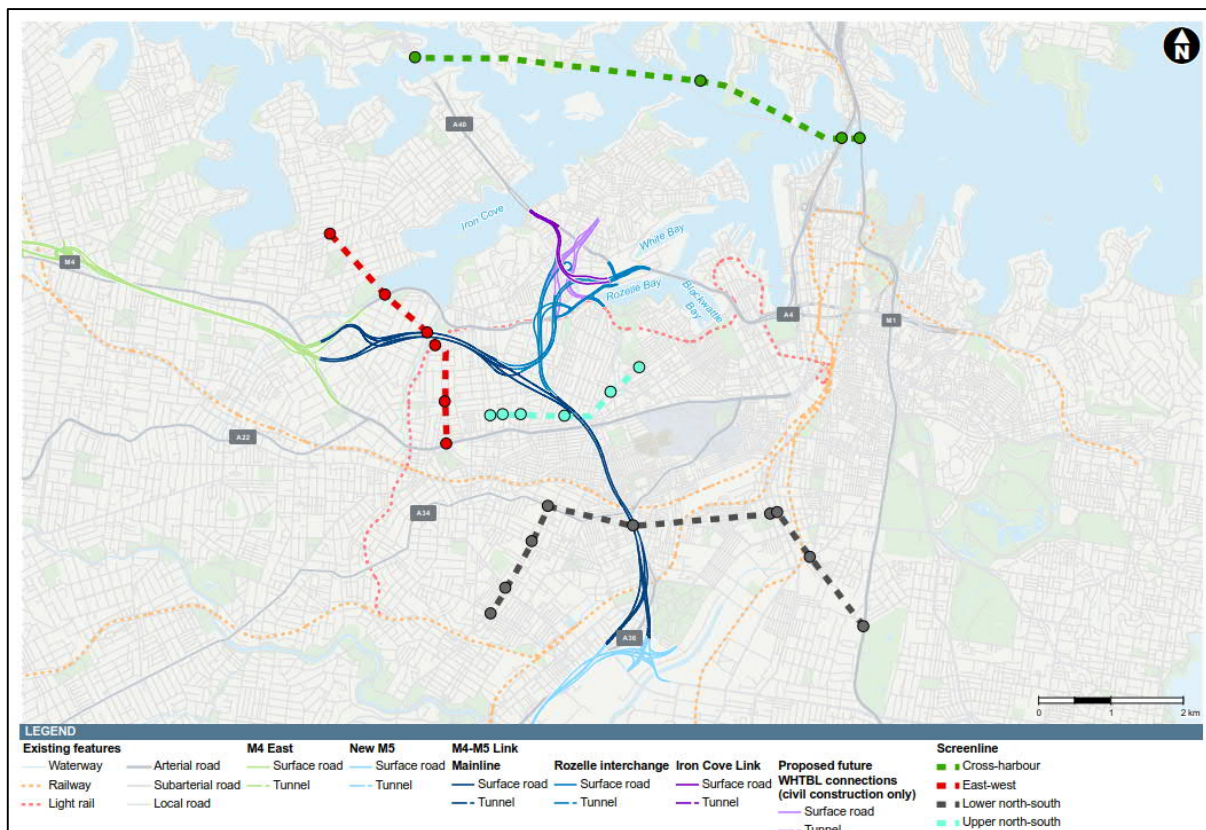 N
A40
Iron Cove
White Bay
M4
Rozelle Bay
Blackwattle
Bay
A4
M1
A22
A34
A36
0 1 2 km
LEGEND
Existing features
Waterway
Railway
Light rail
Arterial road
Subarterial road
Local road
M4 East
Surface road
Tunnel
New M5
Surface road
Tunnel
M4-M5 Link
Mainline
Surface road
Tunnel
Rozelle interchange
Surface road
Tunnel
Iron Cove Link
Surface road
Tunnel
Proposed future
WHTBL connections
(civil construction only)
Surface road
Tunnel
Screenline
Cross-harbour
East-west
Lower north-south
Upper north-south